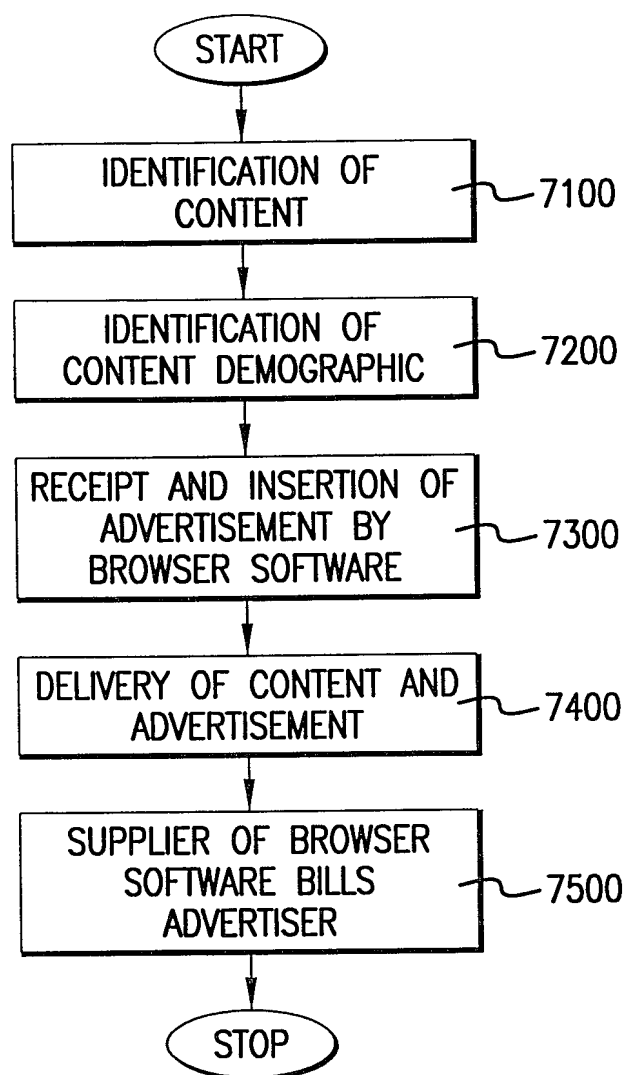 START
IDENTIFICATION OF
CONTENT
7100
IDENTIFICATION OF
CONTENT DEMOGRAPHIC
7200
RECEIPT AND INSERTION OF
ADVERTISEMENT BY
BROWSER SOFTWARE
7300
DELIVERY OF CONTENT AND
ADVERTISEMENT
7400
SUPPLIER OF BROWSER
SOFTWARE BILLS
ADVERTISER
7500
STOP